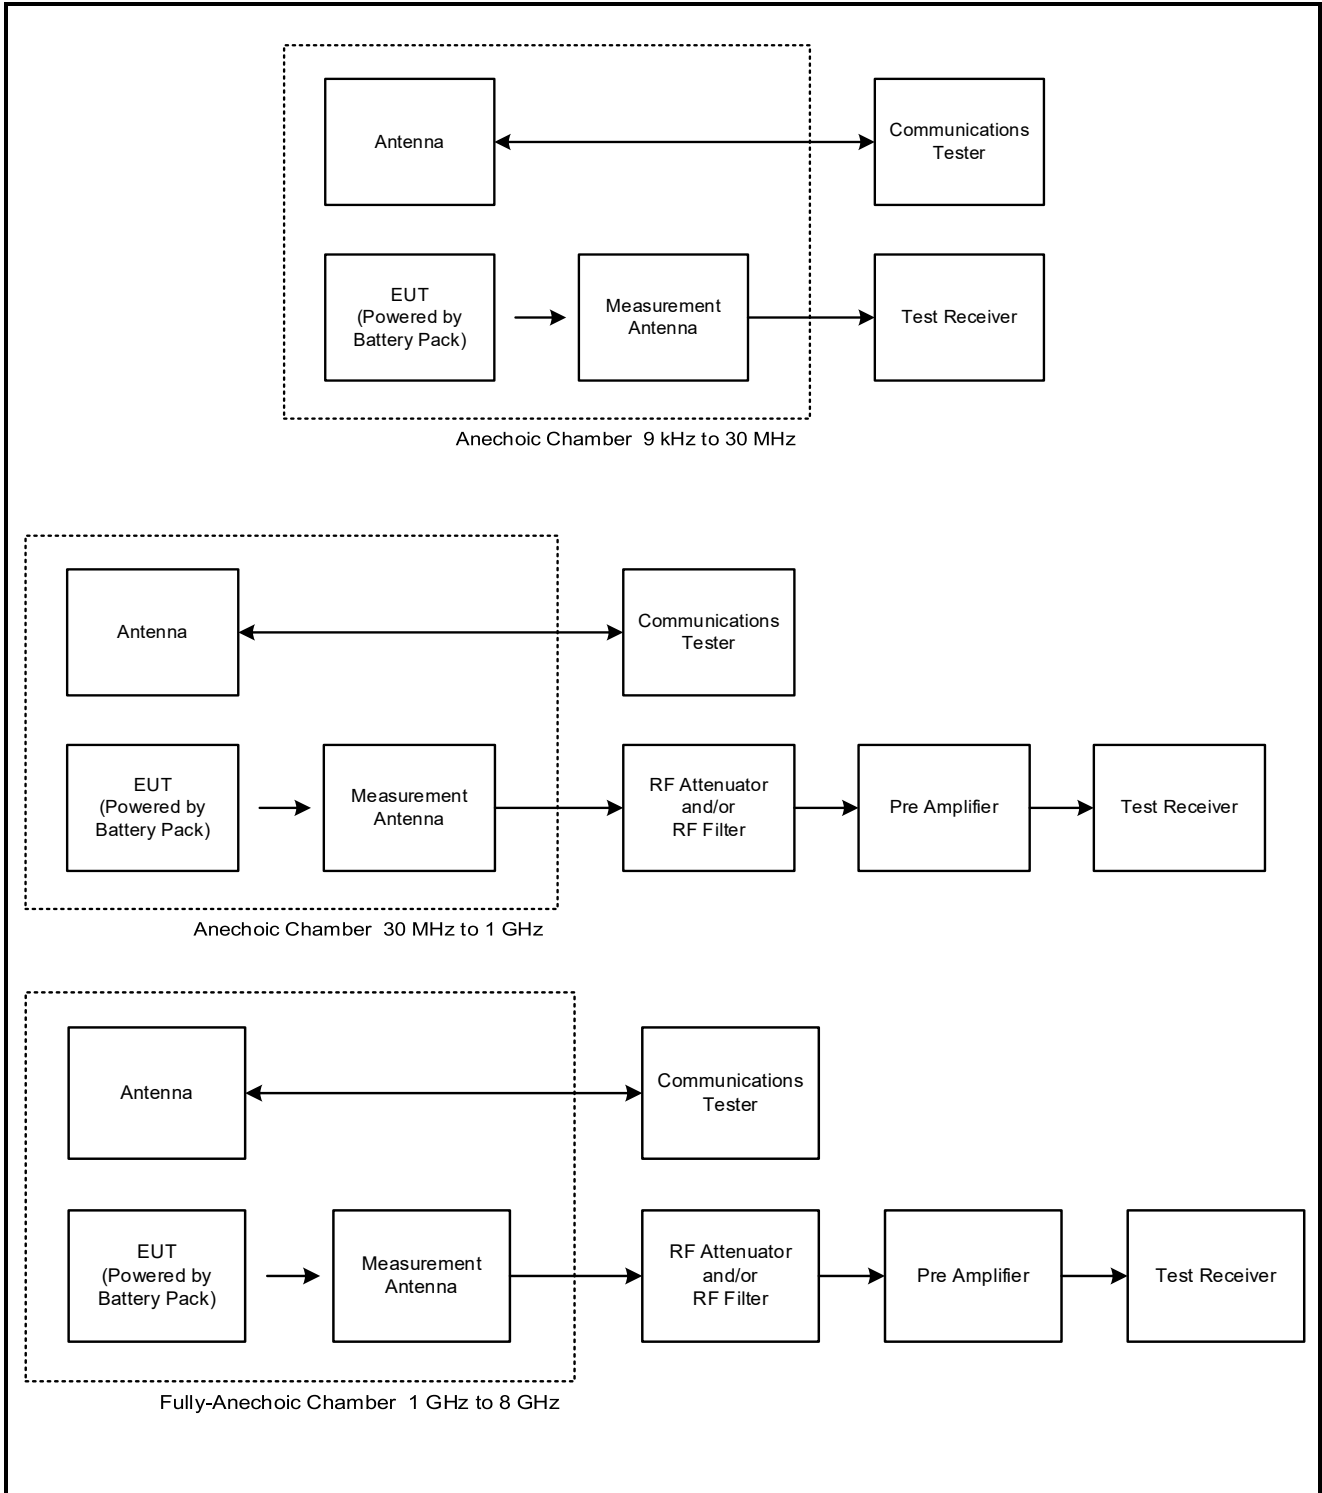 Antenna
Communications
Tester
EUT
(Powered by
Battery Pack)
Measurement
Antenna
Test Receiver
Anechoic Chamber  9 kHz to 30 MHz
Antenna
Communications
Tester
EUT
(Powered by
Battery Pack)
Measurement
Antenna
RF Attenuator
and/or
RF Filter
Pre Amplifier
Test Receiver
Anechoic Chamber  30 MHz to 1 GHz
Antenna
Communications
Tester
EUT
(Powered by
Battery Pack)
Measurement
Antenna
RF Attenuator
and/or
RF Filter
Pre Amplifier
Test Receiver
Fully-Anechoic Chamber  1 GHz to 8 GHz